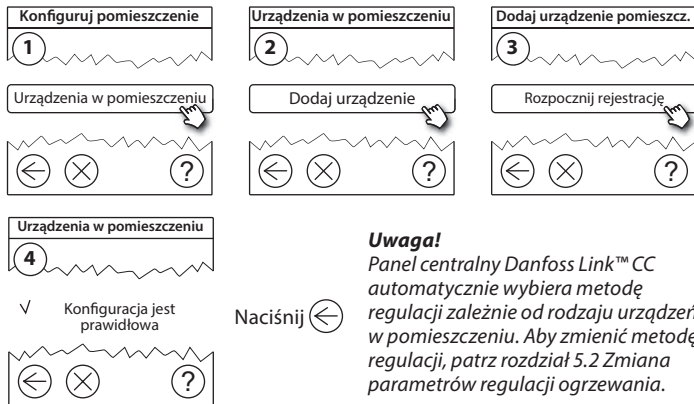 Konfiguruj pomieszczenie
1
Urządzenia w pomieszczeniu
?
Urządzenia w pomieszczeniu
2
Dodaj urządzenie
?
Dodaj urządzenie pomieszcz.
3
Rozpocznij rejestrację
?
Urządzenia w pomieszczeniu
4
√ Konfiguracja jest
prawidłowa
?
Naciśnij
Uwaga!
Panel centralny Danfoss Link™ CC
automatycznie wybiera metodę
regulacji zależnie od rodzaju urządzeń
w pomieszczeniu. Aby zmienić metodę
regulacji, patrz rozdział 5.2 Zmiana
parametrów regulacji ogrzewania.